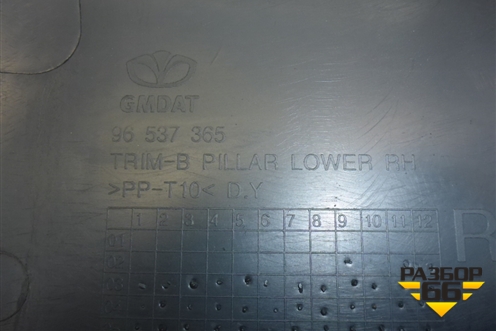 GMDAT
96 537 365
TRIM-B PILLAR LOWER RH
>PP-T10< D.Y
1 2 3 4 5 6 7 8 9 10 11 12
R
РАЗБОР
66